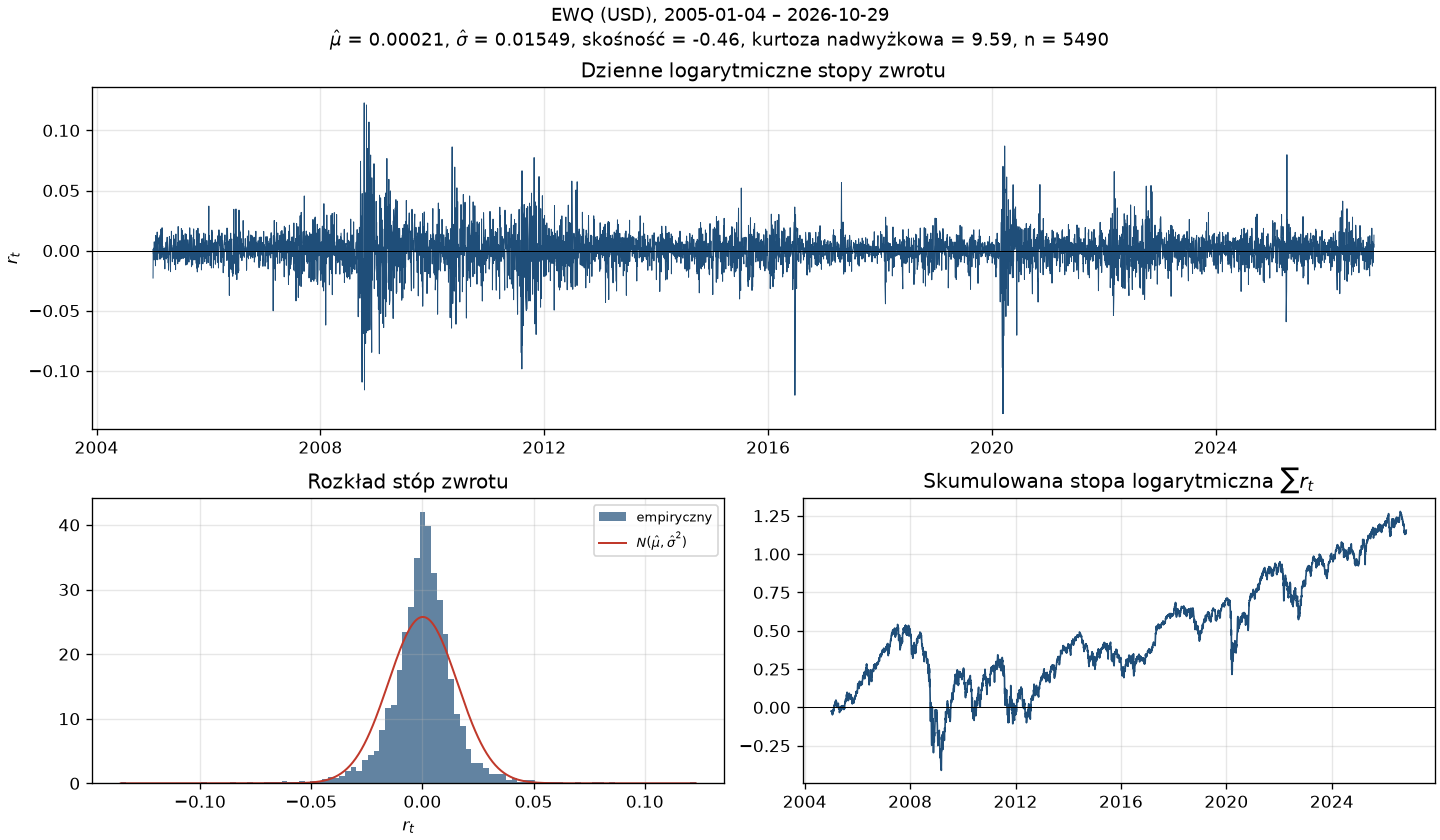 EWQ (USD), 2005-01-04 – 2026-10-29
μ̂ = 0.00021, σ̂ = 0.01549, skośność = -0.46, kurtoza nadwyżkowa = 9.59, n = 5490
Dzienne logarytmiczne stopy zwrotu
0.10
0.05
0.00
−0.05
−0.10
r_t
2004 2008 2012 2016 2020 2024
Rozkład stóp zwrotu
empiryczny
N(μ̂, σ̂²)
40
30
20
10
0
−0.10 −0.05 0.00 0.05 0.10
r_t
Skumulowana stopa logarytmiczna ∑r_t
1.25
1.00
0.75
0.50
0.25
0.00
−0.25
2004 2008 2012 2016 2020 2024